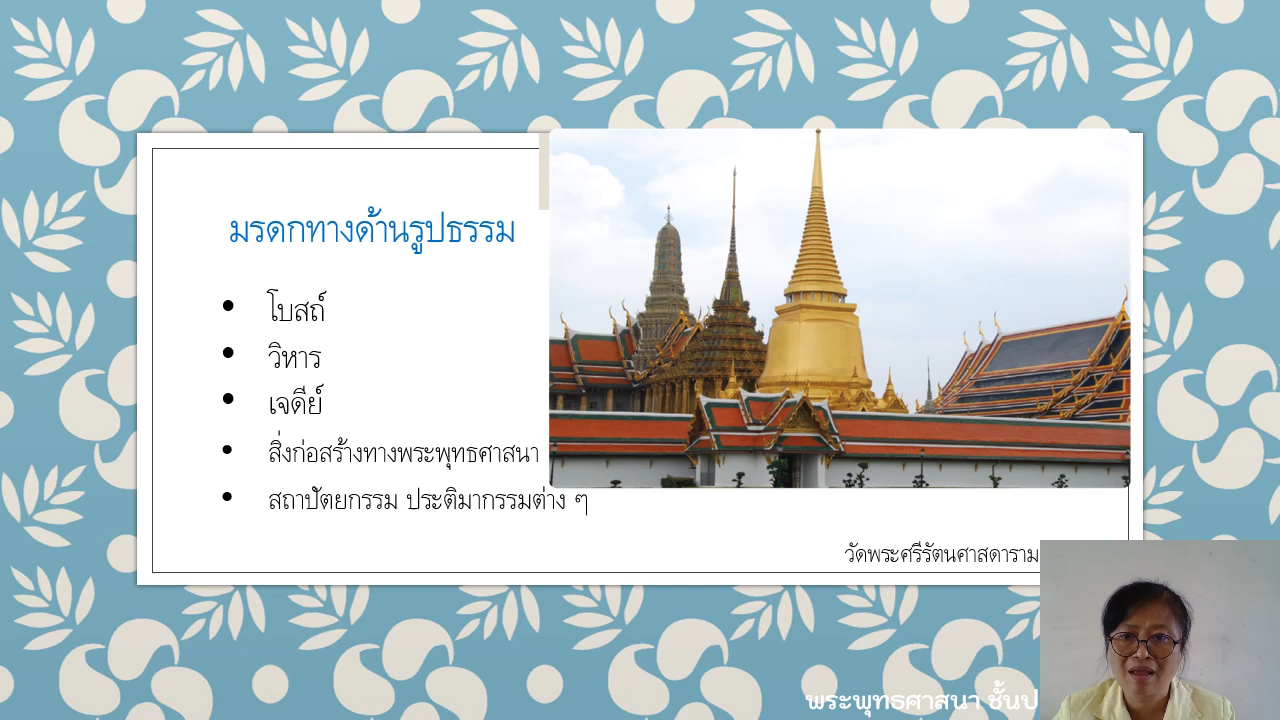 มรดกทางด้านรูปธรรม
• โบสถ์
• วิหาร
• เจดีย์
• สิ่งก่อสร้างทางพระพุทธศาสนา
• สถาปัตยกรรม ประติมากรรมต่าง ๆ
วัดพระศรีรัตนศาสดาราม
พระพุทธศาสนา ชั้นป